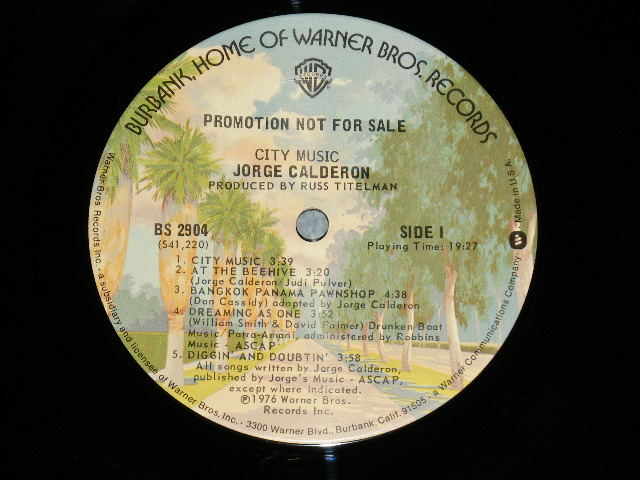 BURBANK, HOME OF WARNER BROS. RECORDS
PROMOTION NOT FOR SALE
CITY MUSIC
JORGE CALDERON
PRODUCED BY RUSS TITELMAN
BS 2904
(S41,220)
SIDE 1
Playing Time: 19:27
1. CITY MUSIC 3:39
2. AT THE BEEHIVE 3:20
(Jorge Calderon/Judi Pulver)
3. BANGKOK PANAMA PAWNSHOP 4:38
(Don Cassidy) adapted by Jorge Calderon
4. DREAMING AS ONE 3:52
(William Smith & David Palmer) Drunken Boat
Music/Patra-Amani, administered by Robbins
Music - ASCAP
5. DIGGIN' AND DOUBTIN' 3:58
All songs written by Jorge Calderon,
published by Jorge's Music - ASCAP,
except where indicated.
℗1976 Warner Bros.
Records Inc.
Warner Bros. Records Inc. • a subsidiary and licensee of Warner Bros., Inc. • 3300 Warner Blvd., Burbank, Calif. 91505 • a Warner Communications Company • Made in U.S.A.